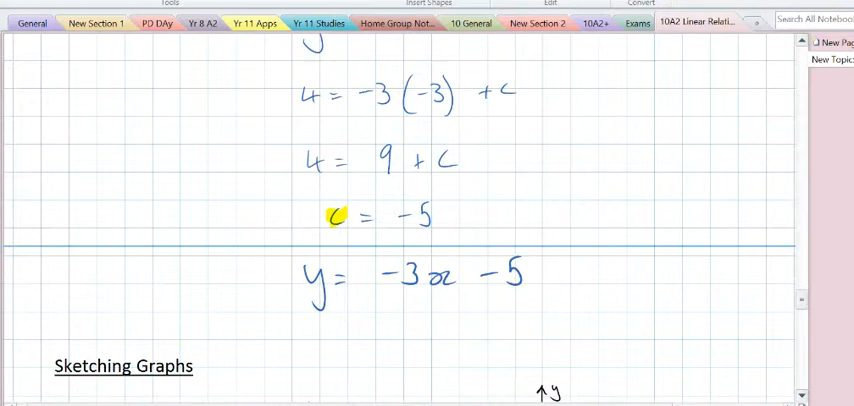 Tools Insert Shapes Edit Convert
General New Section 1 PD DAy Yr 8 A2 Yr 11 Apps Yr 11 Studies Home Group Not... 10 General New Section 2 10A2+ Exams 10A2 Linear Relati... Search All Notebook
New Pag
New Topic
y
4 = -3(-3) + c
4 = 9 + c
c = -5
y = -3x - 5
Sketching Graphs
↑y